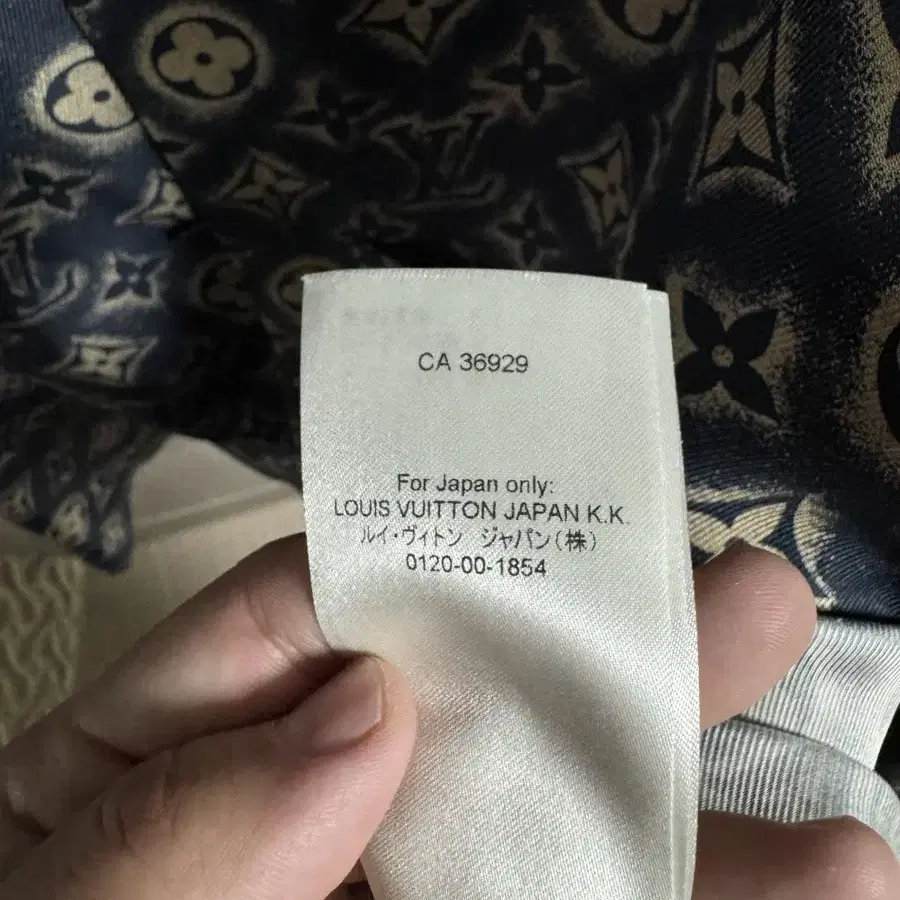 CA 36929
For Japan only:
LOUIS VUITTON JAPAN K.K.
ルイ・ヴィトン ジャパン(株)
0120-00-1854